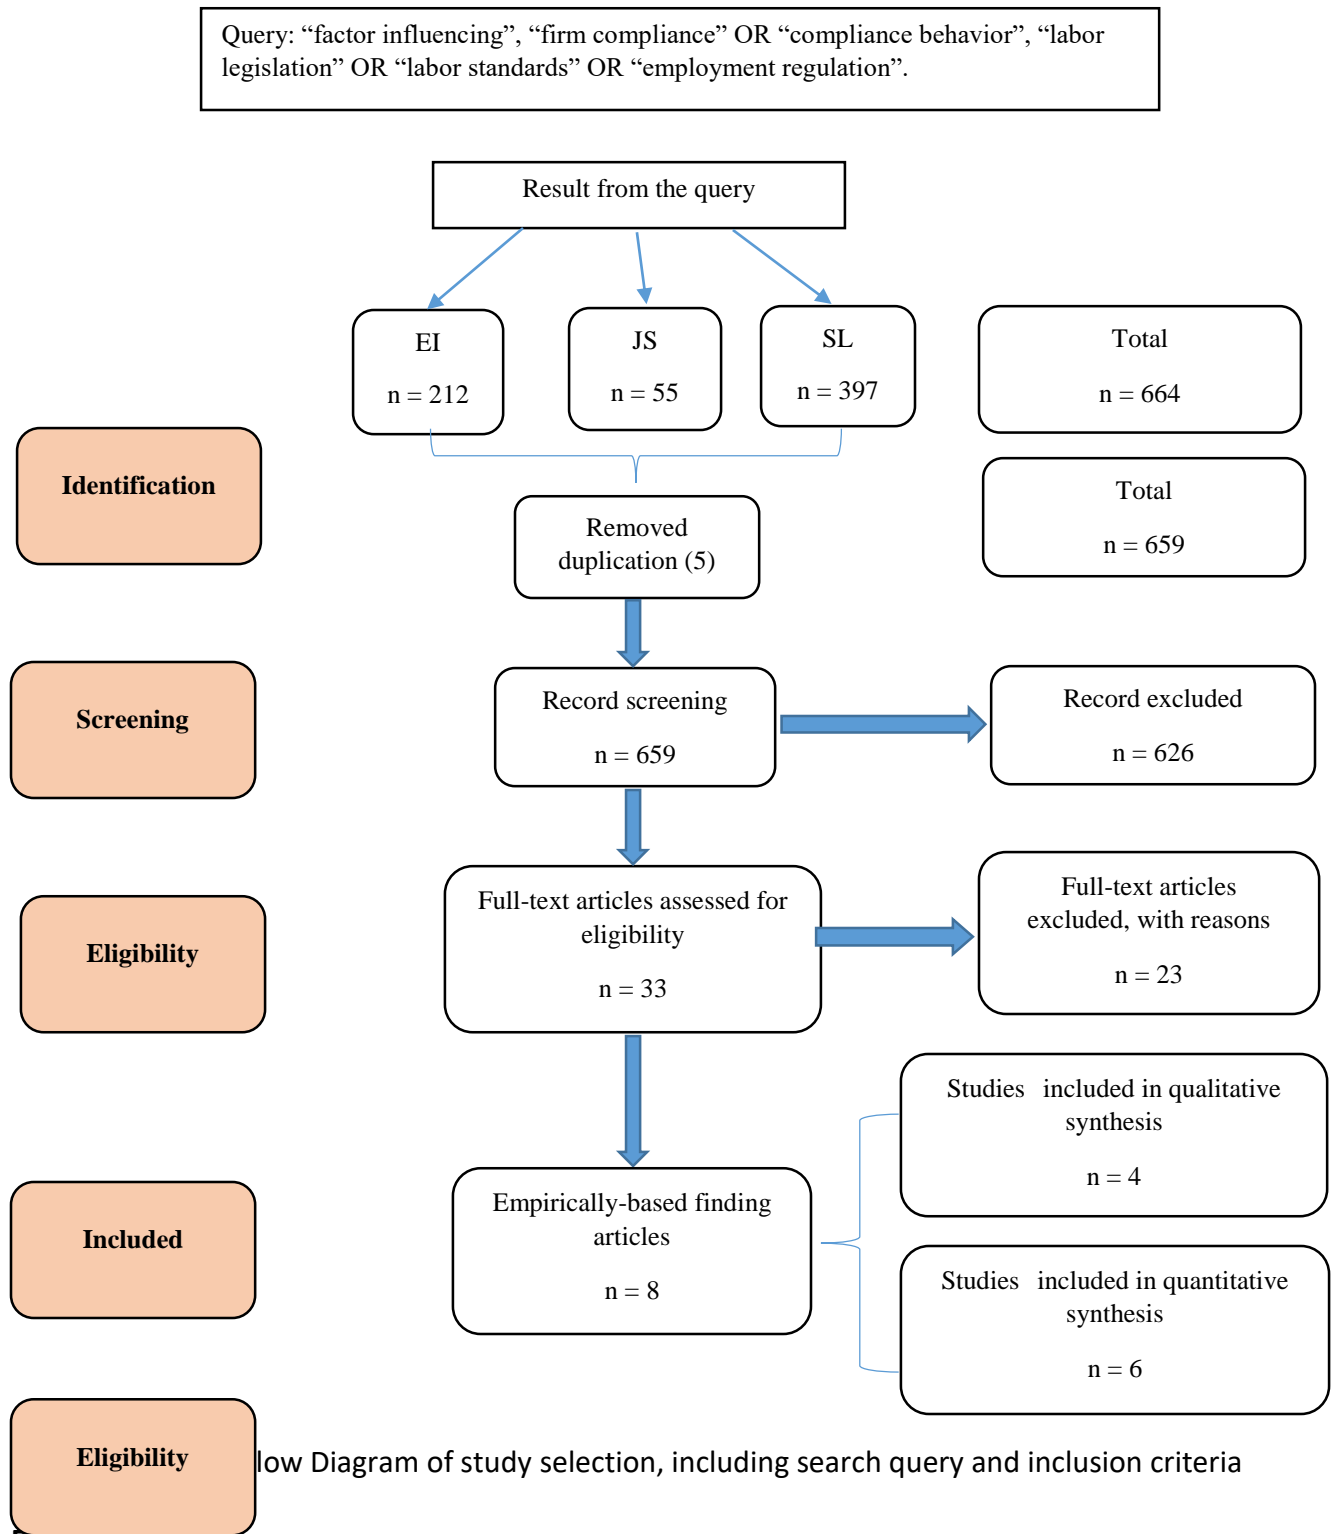 Query: “factor influencing”, “firm compliance” OR “compliance behavior”, “labor
legislation” OR “labor standards” OR “employment regulation”.
Result from the query
EI
n = 212
JS
n = 55
SL
n = 397
Total
n = 664
Identification
Removed
duplication (5)
Total
n = 659
Screening
Record screening
n = 659
Record excluded
n = 626
Eligibility
Full-text articles assessed for
eligibility
n = 33
Full-text articles
excluded, with reasons
n = 23
Included
Empirically-based finding
articles
n = 8
Studies included in qualitative
synthesis
n = 4
Studies included in quantitative
synthesis
n = 6
Eligibility
low Diagram of study selection, including search query and inclusion criteria